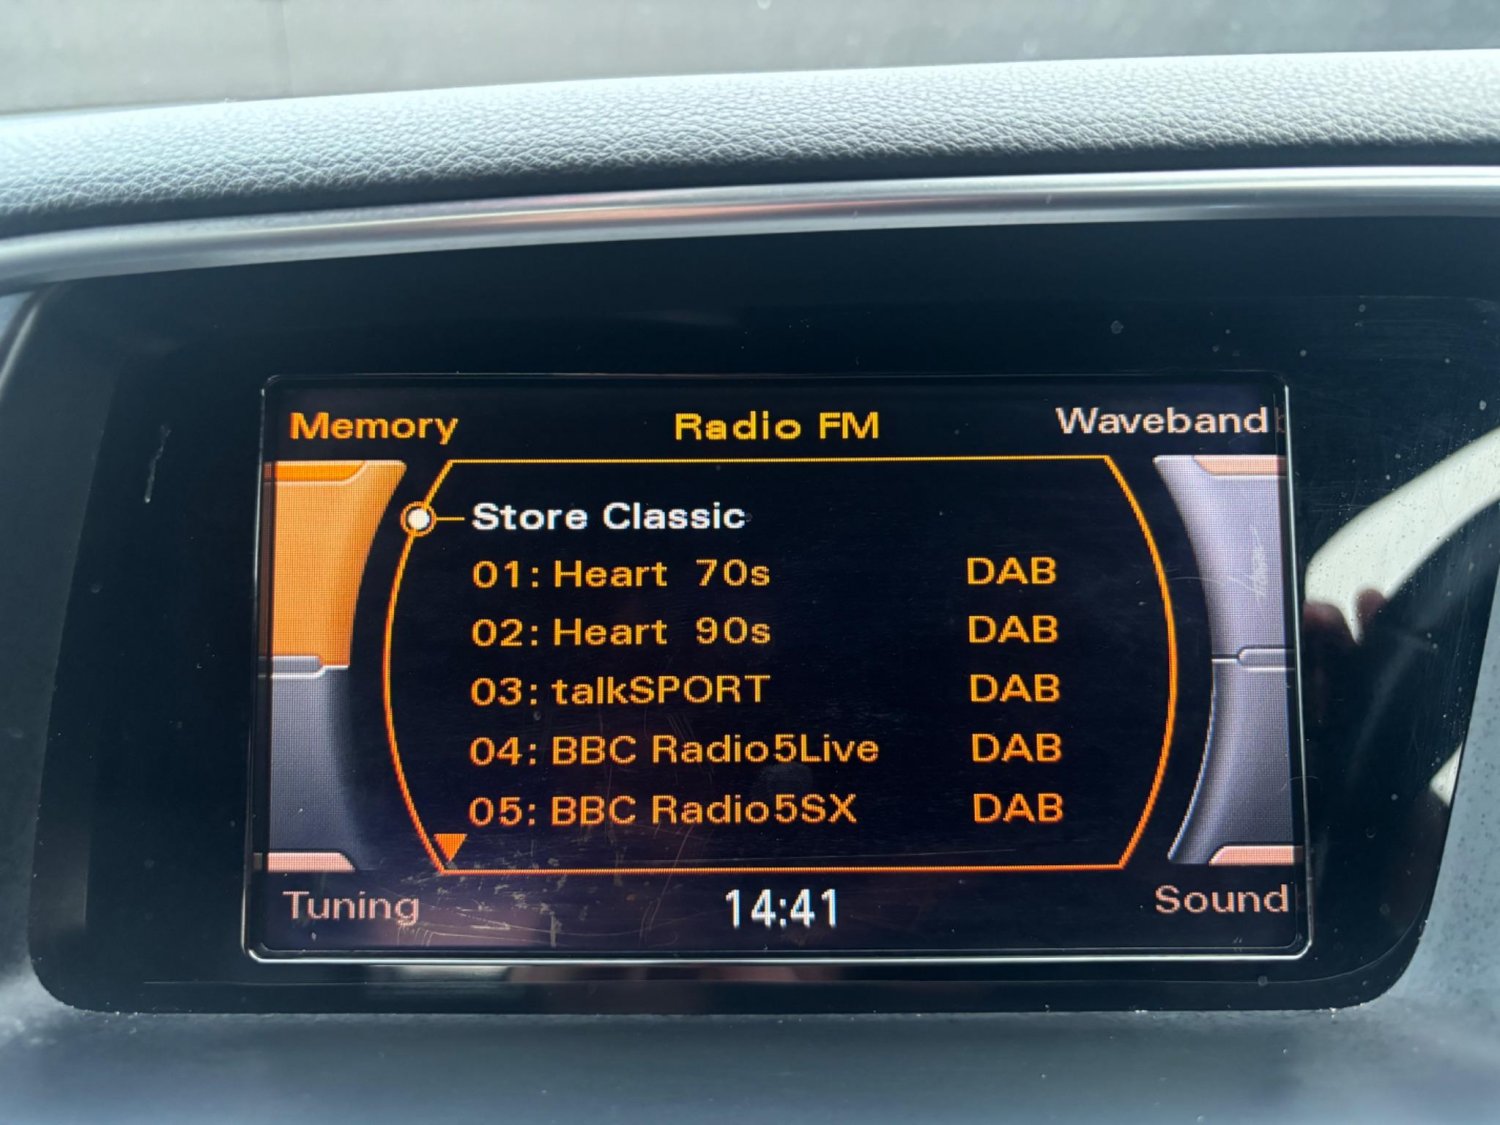 Memory Radio FM Waveband
Store Classic
01: Heart 70s DAB
02: Heart 90s DAB
03: talkSPORT DAB
04: BBC Radio5Live DAB
05: BBC Radio5SX DAB
Tuning 14:41 Sound